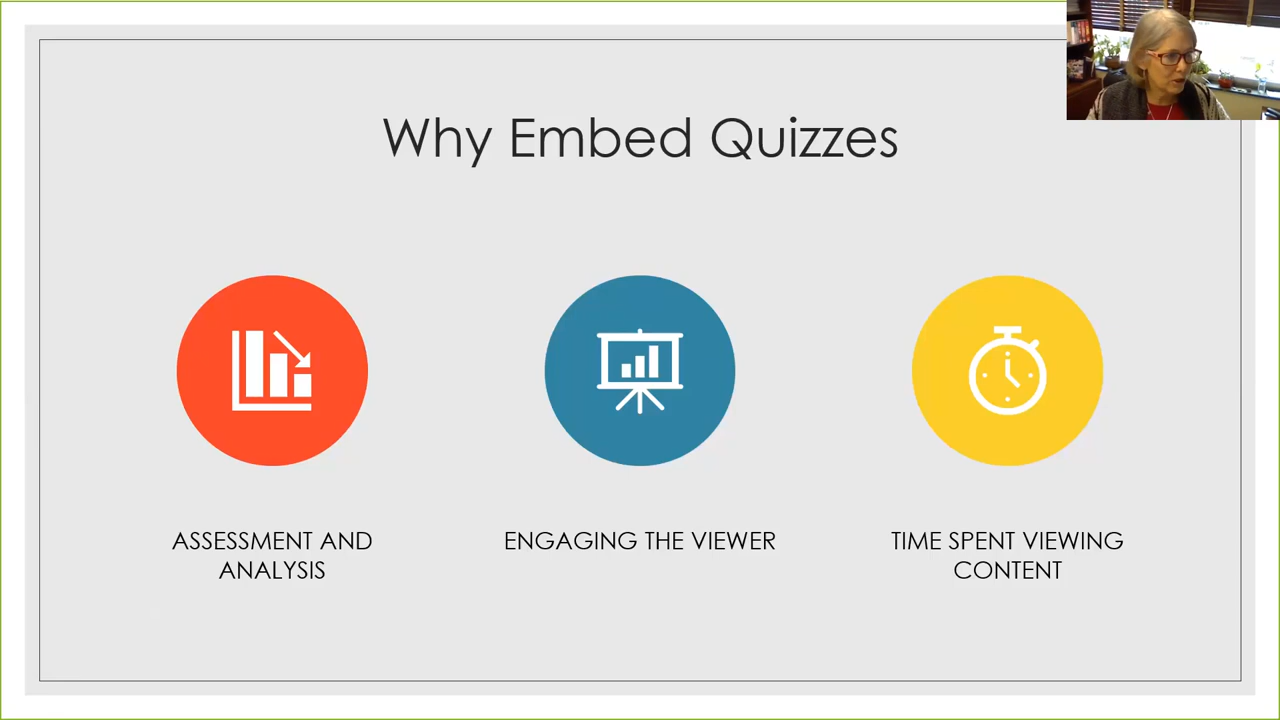 Why Embed Quizzes
ASSESSMENT AND
ANALYSIS
ENGAGING THE VIEWER
TIME SPENT VIEWING
CONTENT